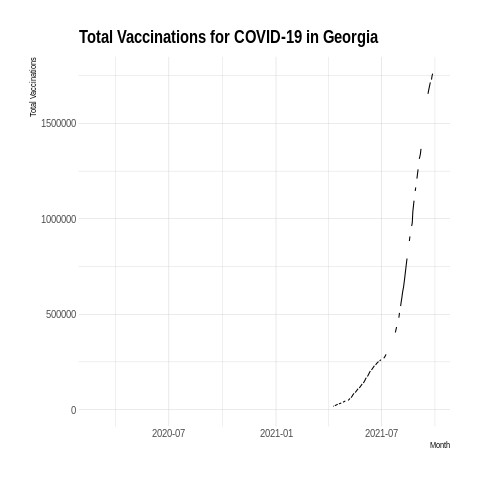 Total Vaccinations for COVID-19 in Georgia
Total Vaccinations
1500000
1000000
500000
0
2020-07
2021-01
2021-07
Month